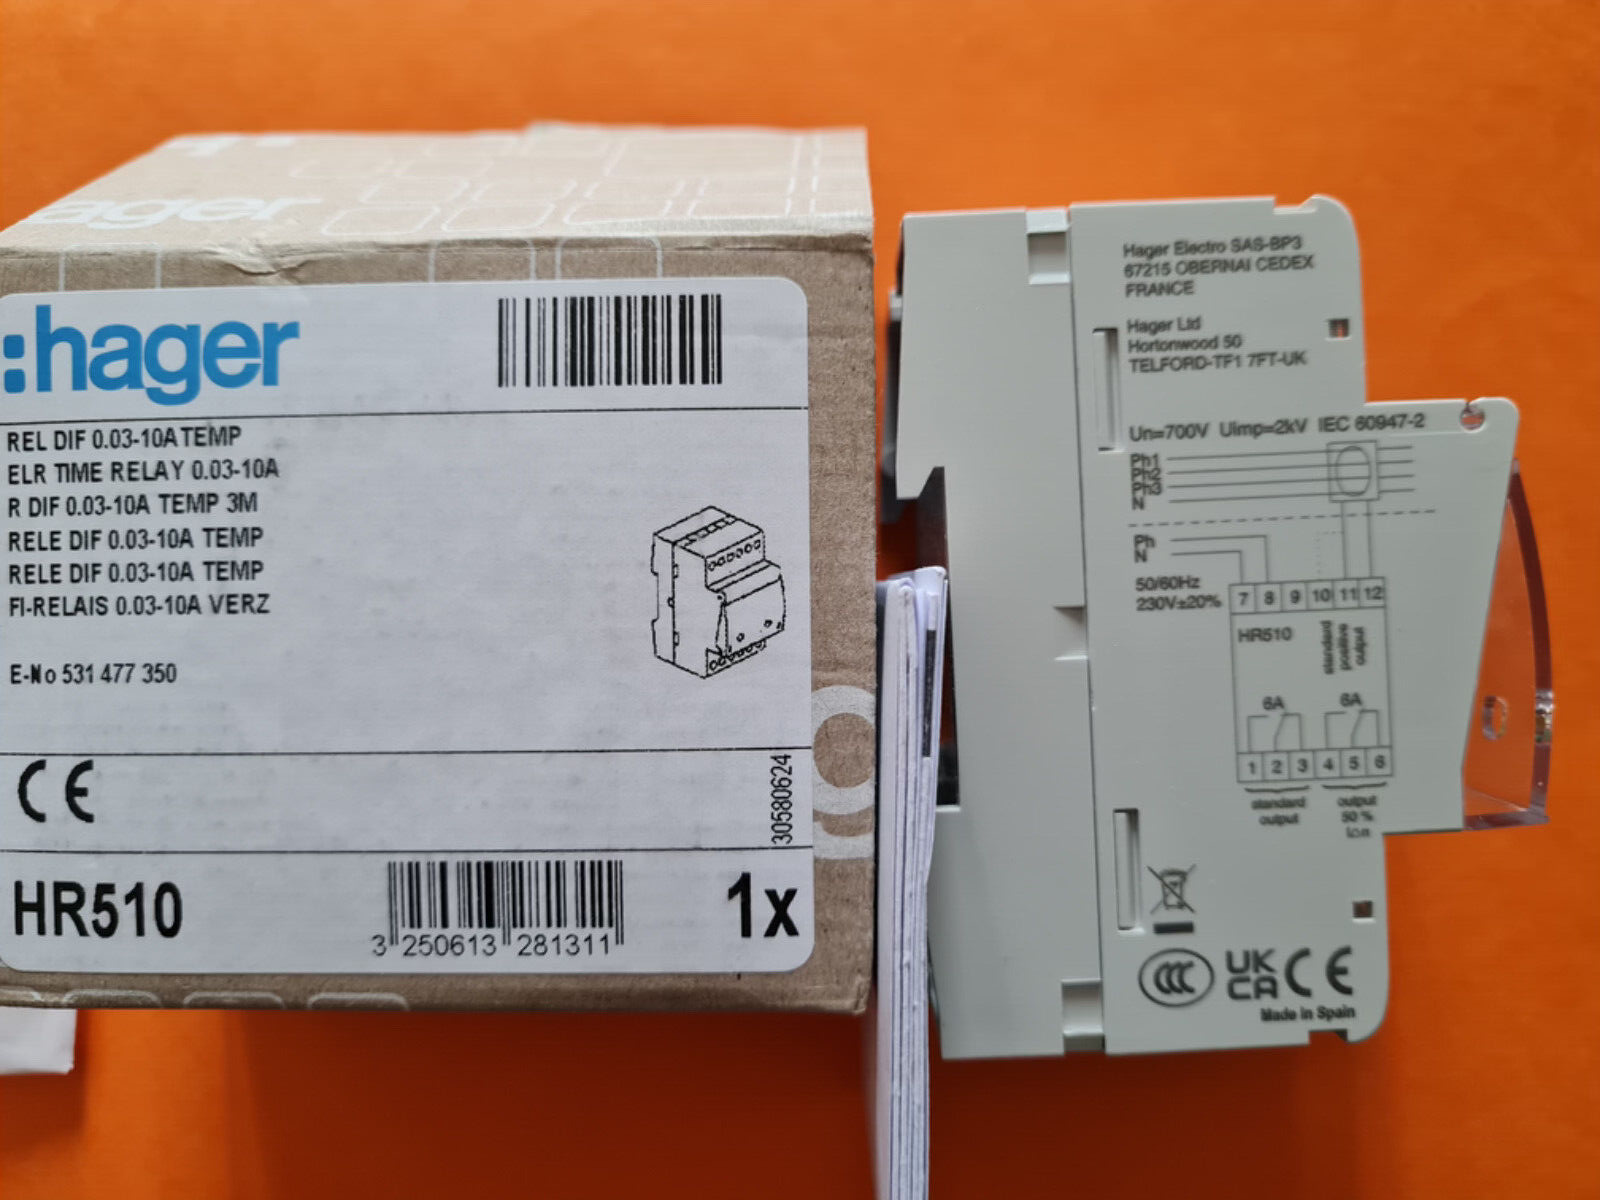 hager
:hager
REL DIF 0.03-10A TEMP
ELR TIME RELAY 0.03-10A
R DIF 0.03-10A TEMP 3M
RELE DIF 0.03-10A TEMP
RELE DIF 0.03-10A TEMP
FI-RELAIS 0.03-10A VERZ
E-No 531 477 350
CE
30580624
HR510
3 250613 281311
1x
Hager Electro SAS-BP3
67215 OBERNAI CEDEX
FRANCE
Hager Ltd
Hortonwood 50
TELFORD-TF1 7FT-UK
Un=700V Uimp=2kV IEC 60947-2
Ph1
Ph2
Ph3
N
Ph
N
50/60Hz
230V±20%
7 8 9 10 11 12
HR510
standard
positive
output
6A 6A
1 2 3 4 5 6
standard
output
output
50 %
I△n
CCC UK CA CE
Made in Spain